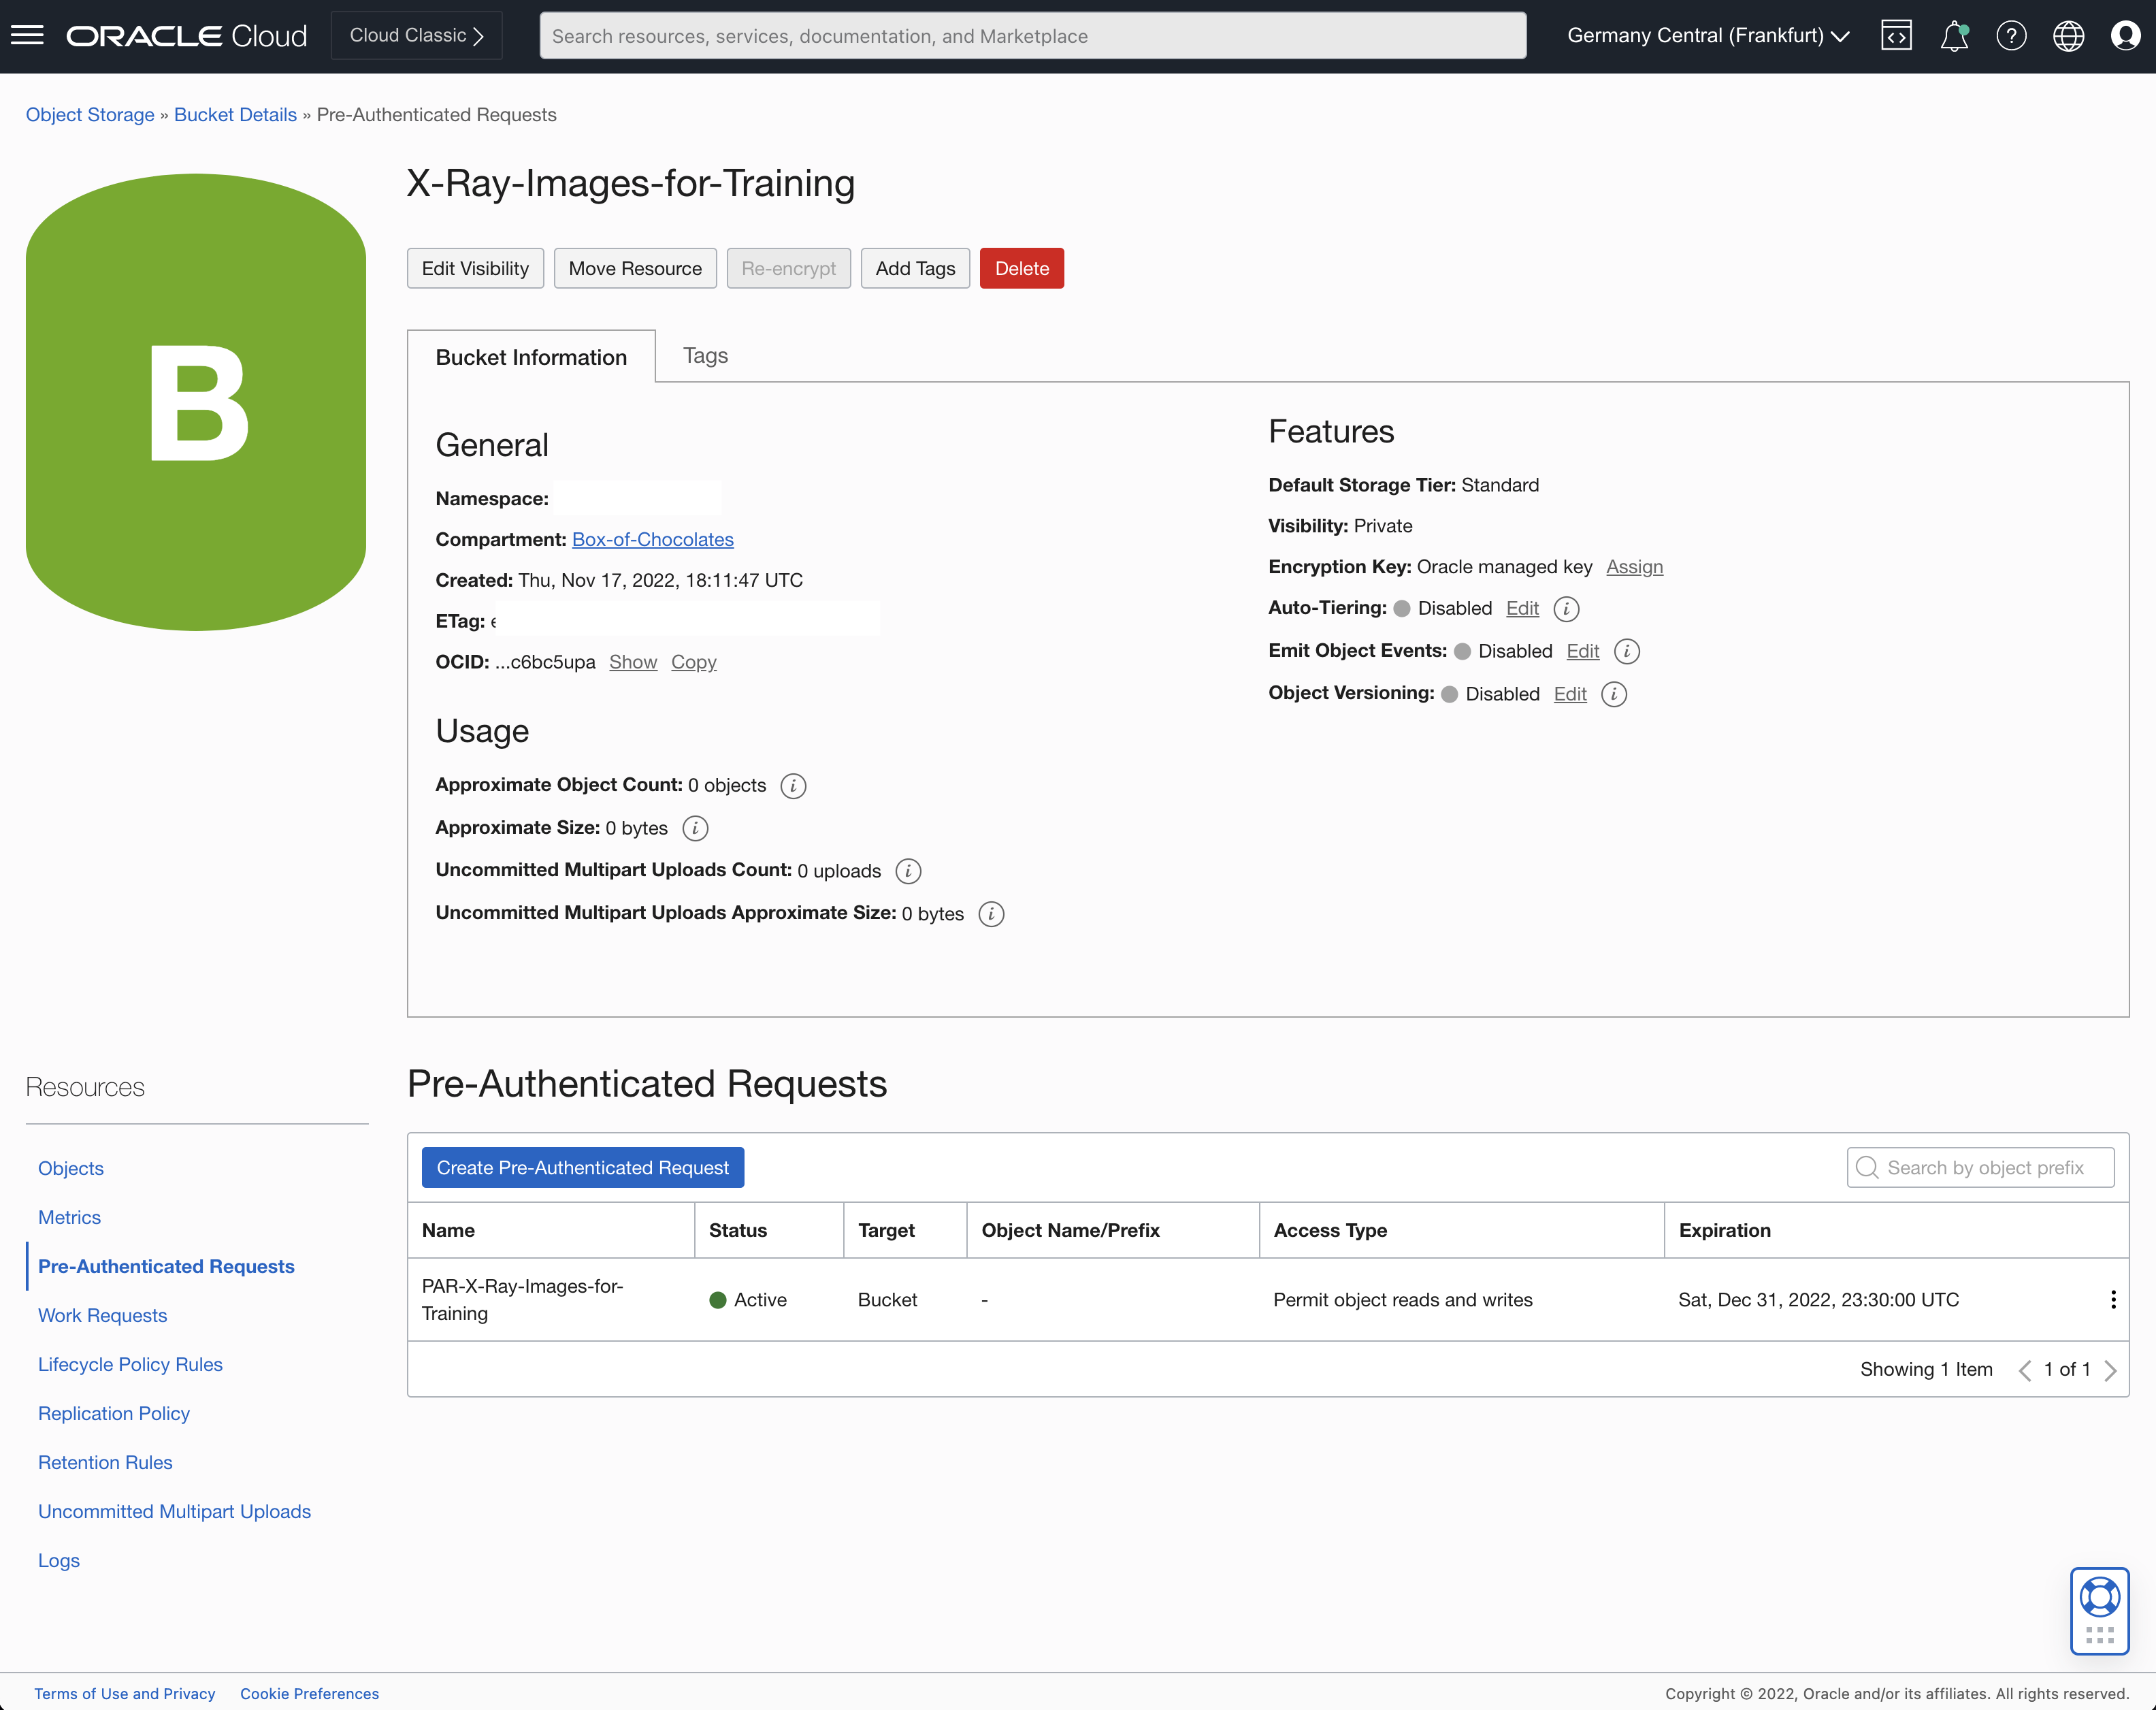 ORACLE Cloud
Cloud Classic
Search resources, services, documentation, and Marketplace
Germany Central (Frankfurt)
Object Storage » Bucket Details » Pre-Authenticated Requests
B
X-Ray-Images-for-Training
Edit Visibility
Move Resource
Re-encrypt
Add Tags
Delete
Bucket Information
Tags
General
Namespace:
Compartment: Box-of-Chocolates
Created: Thu, Nov 17, 2022, 18:11:47 UTC
ETag:
OCID: ...c6bc5upa Show Copy
Usage
Approximate Object Count: 0 objects
Approximate Size: 0 bytes
Uncommitted Multipart Uploads Count: 0 uploads
Uncommitted Multipart Uploads Approximate Size: 0 bytes
Features
Default Storage Tier: Standard
Visibility: Private
Encryption Key: Oracle managed key Assign
Auto-Tiering: Disabled Edit
Emit Object Events: Disabled Edit
Object Versioning: Disabled Edit
Resources
Objects
Metrics
Pre-Authenticated Requests
Work Requests
Lifecycle Policy Rules
Replication Policy
Retention Rules
Uncommitted Multipart Uploads
Logs
Pre-Authenticated Requests
Create Pre-Authenticated Request
Search by object prefix
Name Status Target Object Name/Prefix Access Type Expiration
PAR-X-Ray-Images-for-
Training
Active Bucket - Permit object reads and writes Sat, Dec 31, 2022, 23:30:00 UTC
Showing 1 Item 1 of 1
Terms of Use and Privacy Cookie Preferences
Copyright © 2022, Oracle and/or its affiliates. All rights reserved.